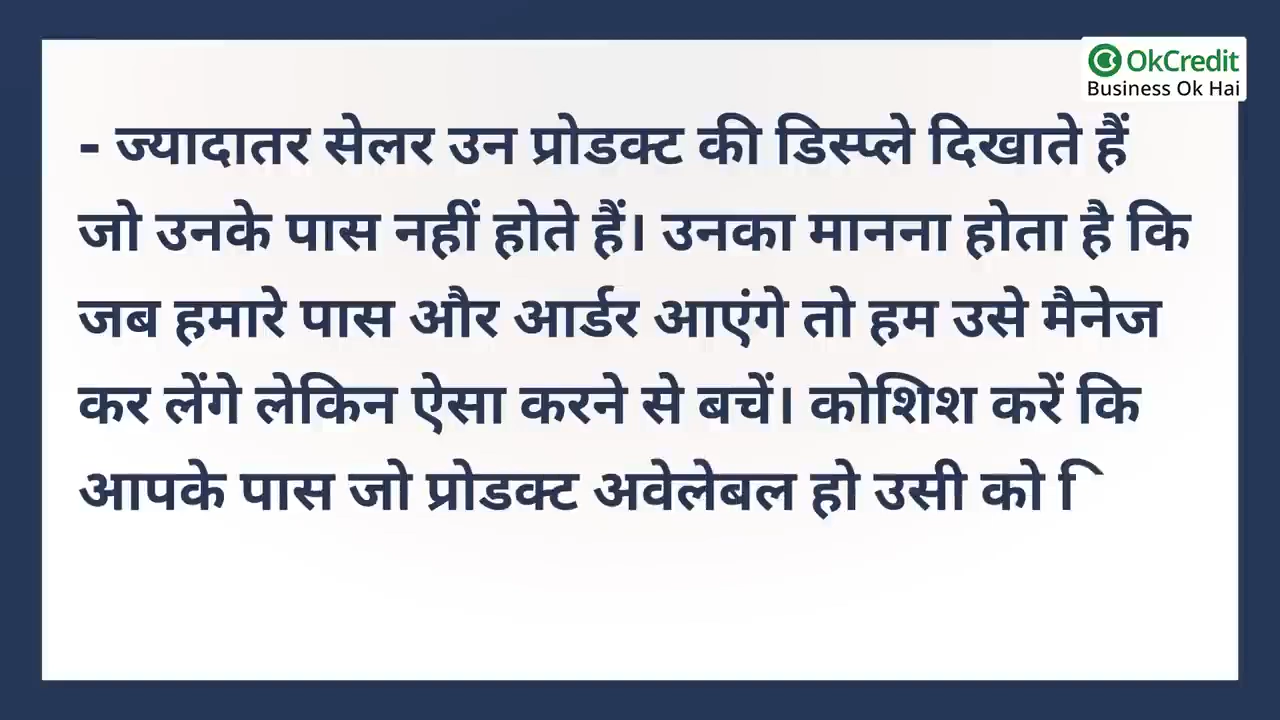 OkCredit
Business Ok Hai
- ज्यादातर सेलर उन प्रोडक्ट की डिस्प्ले दिखाते हैं
जो उनके पास नहीं होते हैं। उनका मानना होता है कि
जब हमारे पास और आर्डर आएंगे तो हम उसे मैनेज
कर लेंगे लेकिन ऐसा करने से बचें। कोशिश करें कि
आपके पास जो प्रोडक्ट अवेलेबल हो उसी को